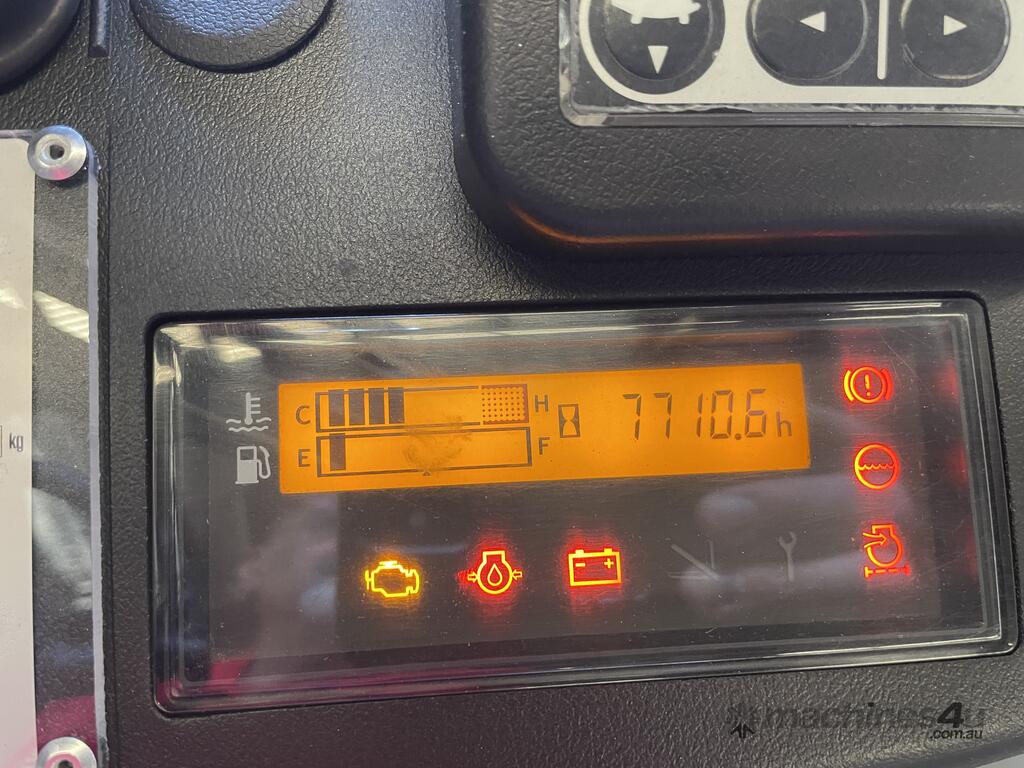 kg
C H 7710.6h
E F
machines4u
.com.au